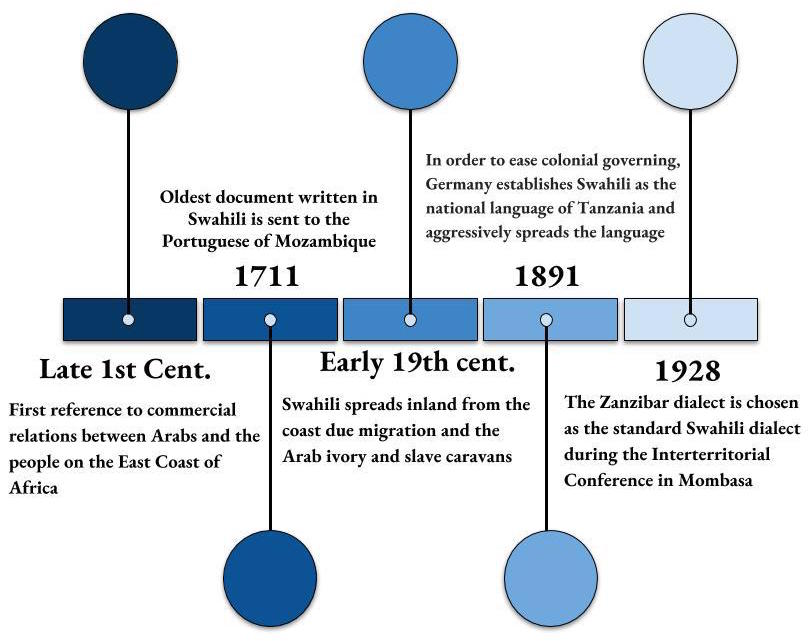 Late 1st Cent.
First reference to commercial
relations between Arabs and the
people on the East Coast of
Africa
Oldest document written in
Swahili is sent to the
Portuguese of Mozambique
1711
Early 19th cent.
Swahili spreads inland from the
coast due migration and the
Arab ivory and slave caravans
In order to ease colonial governing,
Germany establishes Swahili as the
national language of Tanzania and
aggressively spreads the language
1891
1928
The Zanzibar dialect is chosen
as the standard Swahili dialect
during the Interterritorial
Conference in Mombasa